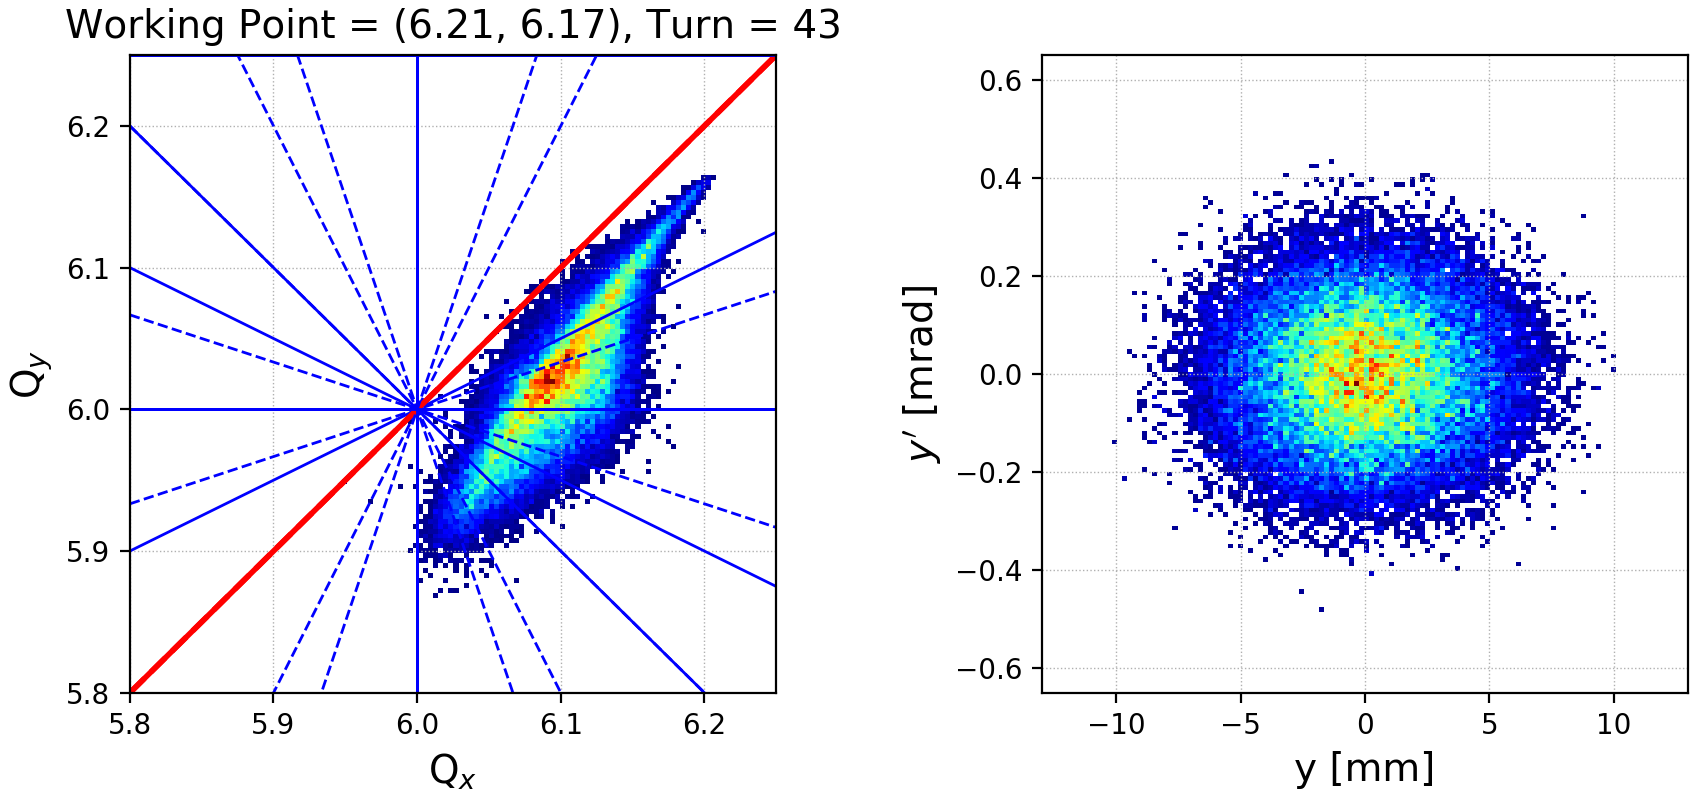 Working Point = (6.21, 6.17), Turn = 43
6.2
6.1
6.0
5.9
5.8
Q_y
5.8 5.9 6.0 6.1 6.2
Q_x
0.6
0.4
0.2
0.0
−0.2
−0.4
−0.6
y′ [mrad]
−10 −5 0 5 10
y [mm]